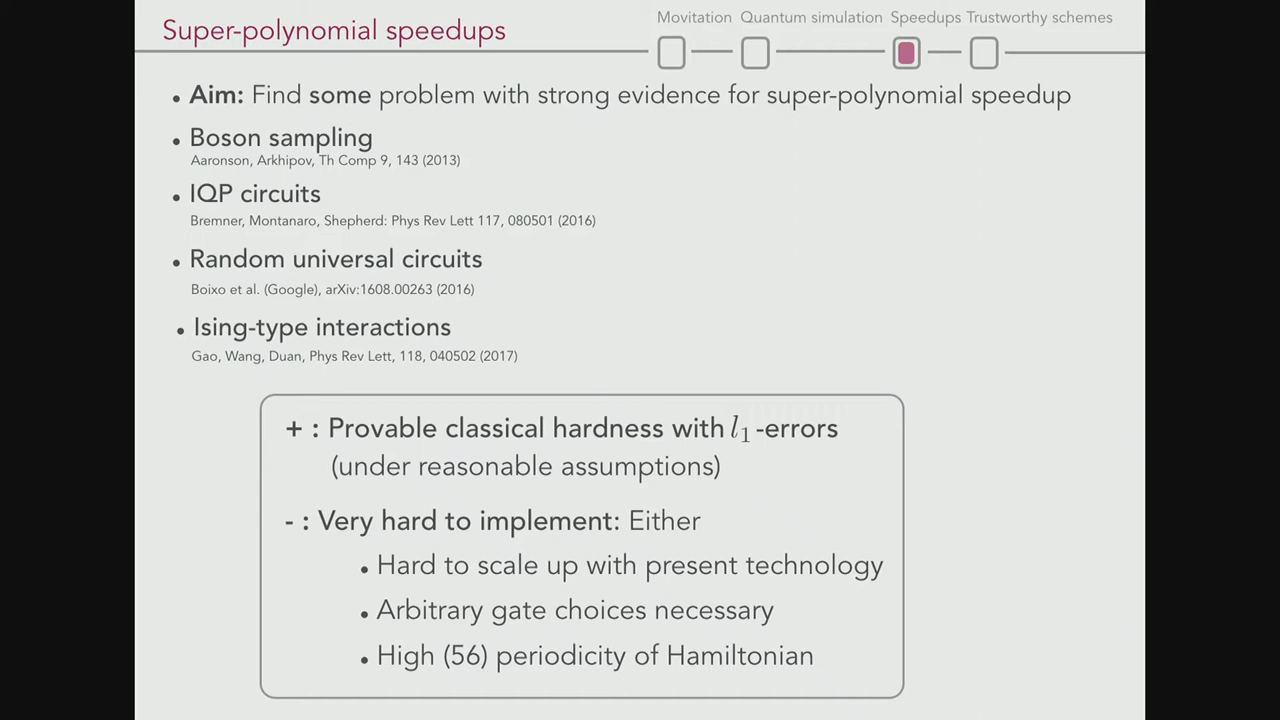 Super-polynomial speedups
Movitation Quantum simulation Speedups Trustworthy schemes
• Aim: Find some problem with strong evidence for super-polynomial speedup
• Boson sampling
Aaronson, Arkhipov, Th Comp 9, 143 (2013)
• IQP circuits
Bremner, Montanaro, Shepherd: Phys Rev Lett 117, 080501 (2016)
• Random universal circuits
Boixo et al. (Google), arXiv:1608.00263 (2016)
• Ising-type interactions
Gao, Wang, Duan, Phys Rev Lett, 118, 040502 (2017)
+ : Provable classical hardness with l₁-errors
(under reasonable assumptions)
- : Very hard to implement: Either
• Hard to scale up with present technology
• Arbitrary gate choices necessary
• High (56) periodicity of Hamiltonian